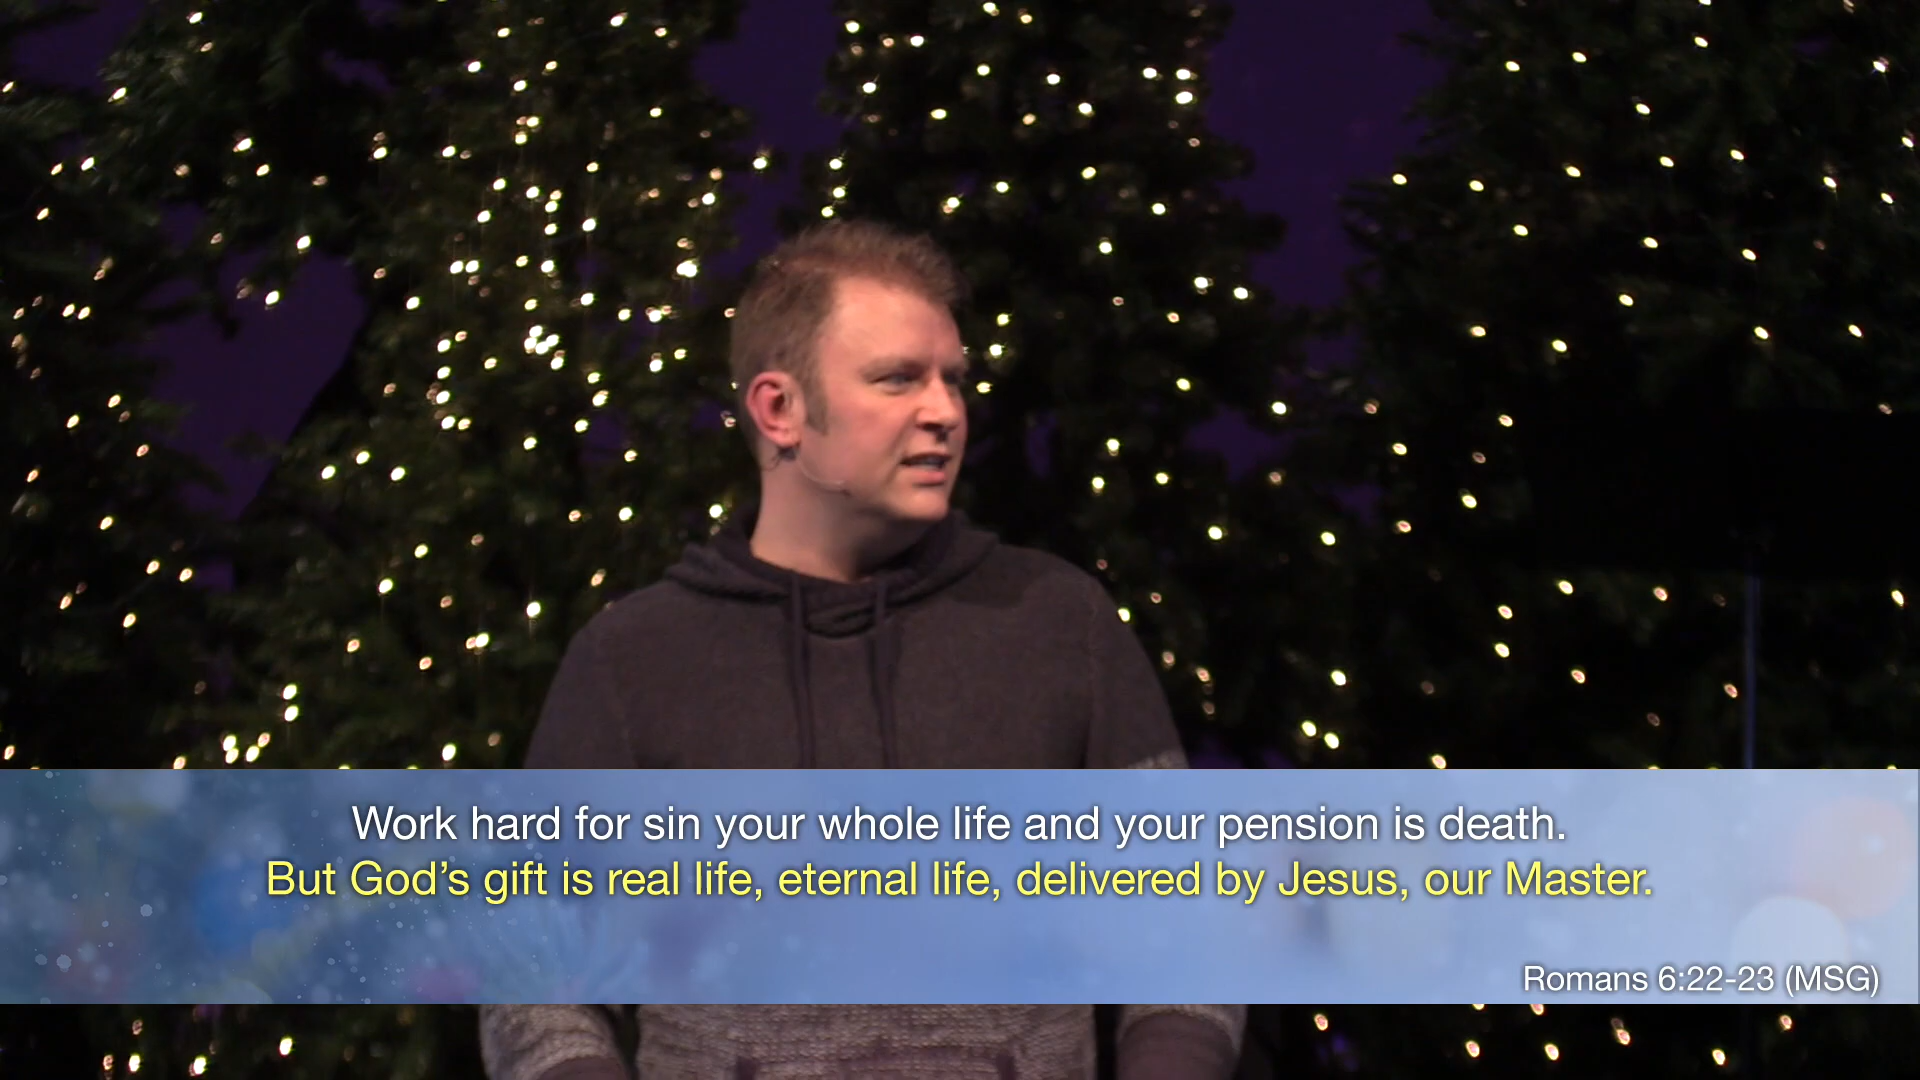 Work hard for sin your whole life and your pension is death.
But God’s gift is real life, eternal life, delivered by Jesus, our Master.
Romans 6:22-23 (MSG)